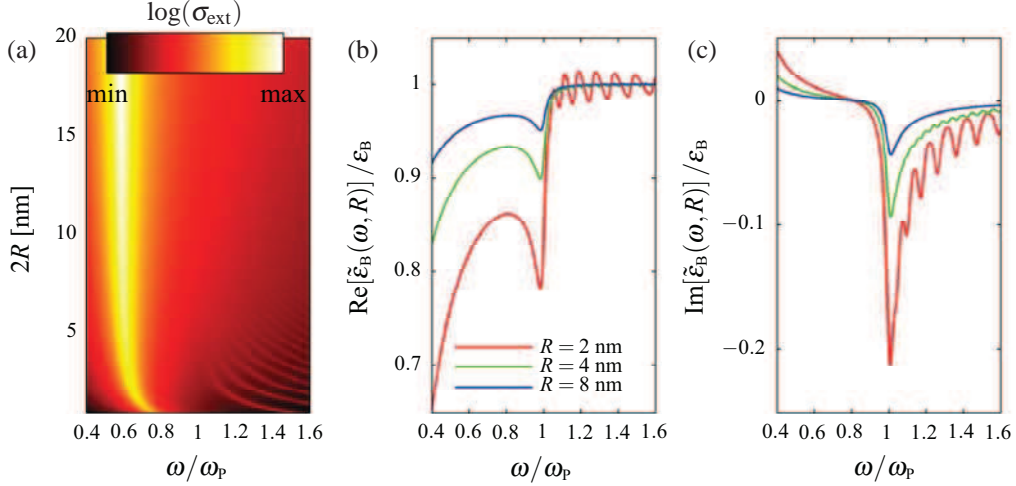 log(σext)
(a)
min
max
20
15
10
5
2R [nm]
0.4 0.6 0.8 1 1.2 1.4 1.6
ω/ωP
(b)
1
0.9
0.8
0.7
Re[ε̃B(ω,R)]/εB
R = 2 nm
R = 4 nm
R = 8 nm
0.4 0.6 0.8 1 1.2 1.4 1.6
ω/ωP
(c)
0
−0.1
−0.2
Im[ε̃B(ω,R)]/εB
0.4 0.6 0.8 1 1.2 1.4 1.6
ω/ωP